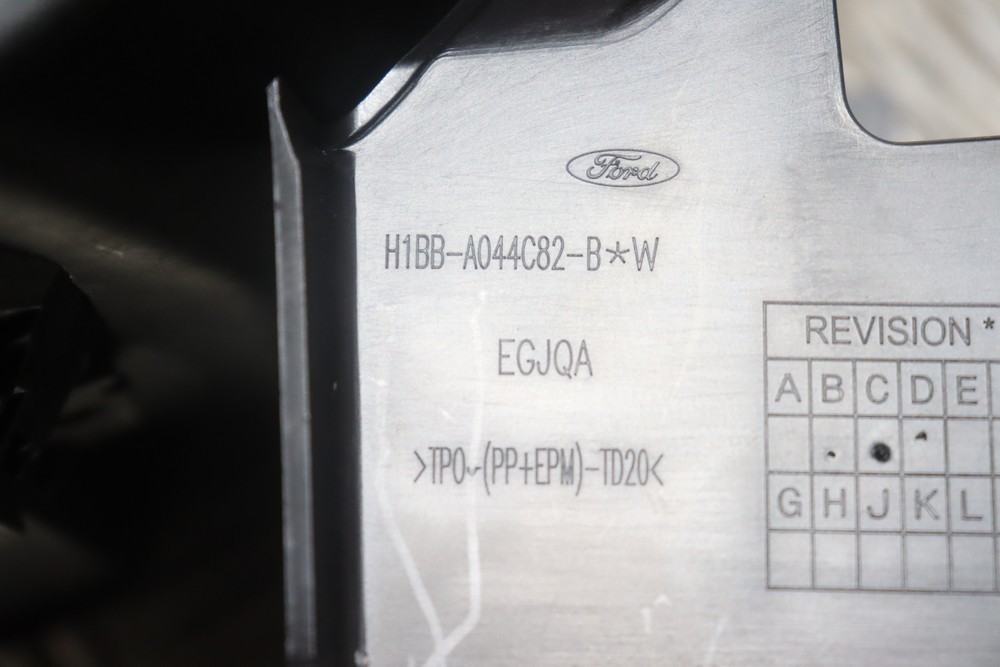 Ford
H1BB-A044C82-B*W
EGJQA
>TPO-(PP+EPM)-TD20<
REVISION *
A B C D E
G H J K L